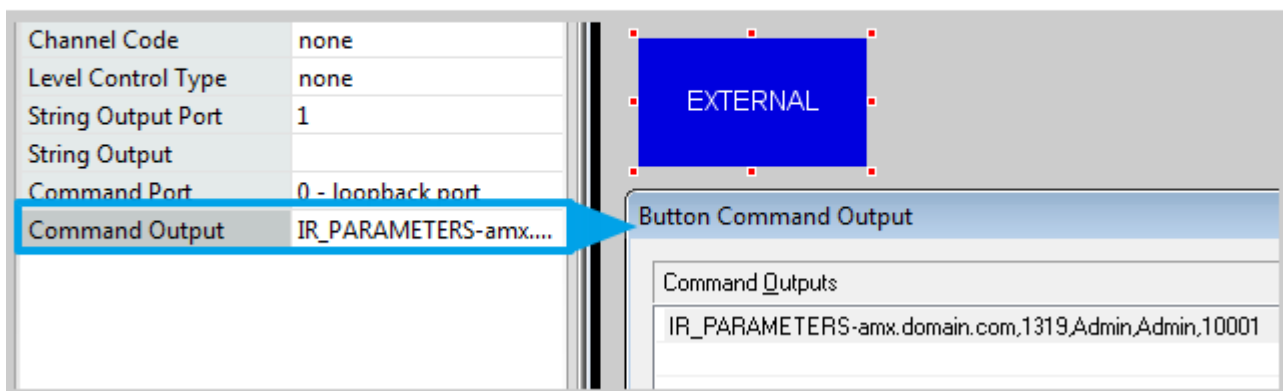 Channel Code none
Level Control Type none
String Output Port 1
String Output
Command Port 0 - loopback port
Command Output IR_PARAMETERS-amx....
EXTERNAL
Button Command Output
Command Outputs
IR_PARAMETERS-amx.domain.com,1319,Admin,Admin,10001